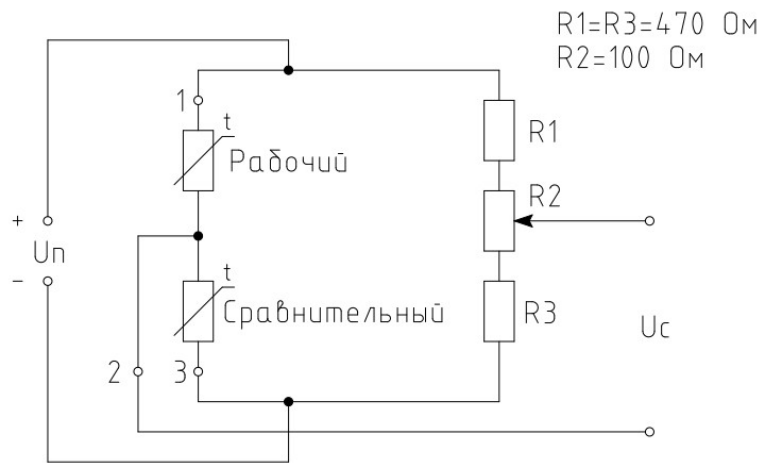 R1=R3=470 Ом
R2=100 Ом
1
t
Рабочий
R1
R2
+
Uп
-
t
Сравнительный
R3
Uс
2
3